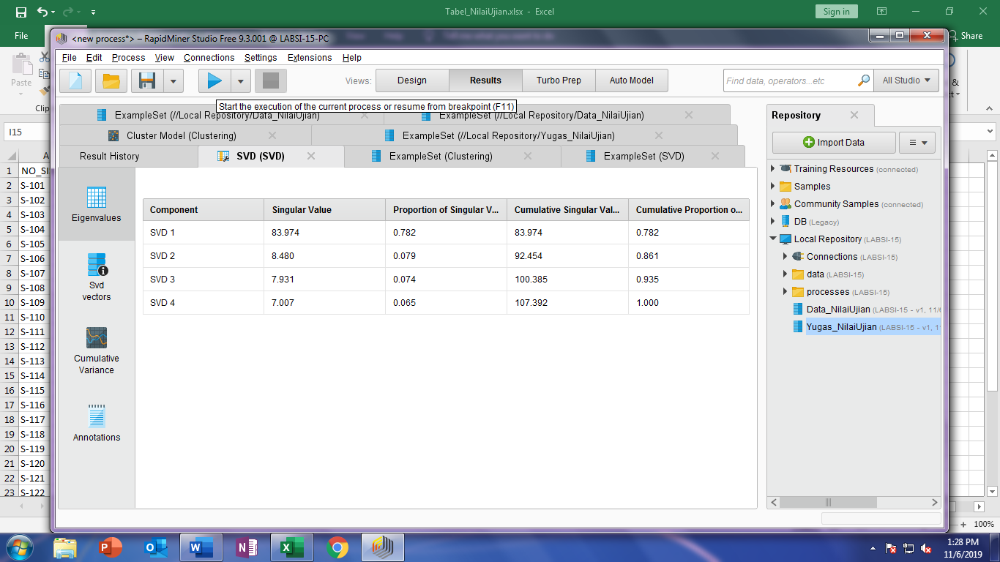 Tabel_NilaiUjian.xlsx - Excel
Sign in
File
Share
Paste
I15
NO_SI
S-101
S-102
S-103
S-104
S-105
S-106
S-107
S-108
S-109
S-110
S-111
S-112
S-113
S-114
S-115
S-116
S-117
S-118
S-119
S-120
S-121
S-122
1
2
3
4
5
6
7
8
9
10
11
12
13
14
15
16
17
18
19
20
21
22
23
<new process*> – RapidMiner Studio Free 9.3.001 @ LABSI-15-PC
File Edit Process View Connections Settings Extensions Help
Views: Design Results Turbo Prep Auto Model
Find data, operators...etc
All Studio
Start the execution of the current process or resume from breakpoint (F11)
ExampleSet (//Local Repository/Data_NilaiUjian)
ExampleSet (//Local Repository/Data_NilaiUjian)
Cluster Model (Clustering)
ExampleSet (//Local Repository/Yugas_NilaiUjian)
Result History
SVD (SVD)
ExampleSet (Clustering)
ExampleSet (SVD)
Eigenvalues
Svd
vectors
Cumulative
Variance
Annotations
Component Singular Value Proportion of Singular V... Cumulative Singular Val... Cumulative Proportion o...
SVD 1 83.974 0.782 83.974 0.782
SVD 2 8.480 0.079 92.454 0.861
SVD 3 7.931 0.074 100.385 0.935
SVD 4 7.007 0.065 107.392 1.000
Repository
Import Data
Training Resources (connected)
Samples
Community Samples (connected)
DB (Legacy)
Local Repository (LABSI-15)
Connections (LABSI-15)
data (LABSI-15)
processes (LABSI-15)
Data_NilaiUjian (LABSI-15 - v1, 11/
Yugas_NilaiUjian (LABSI-15 - v1, 1
100%
1:28 PM
11/6/2019